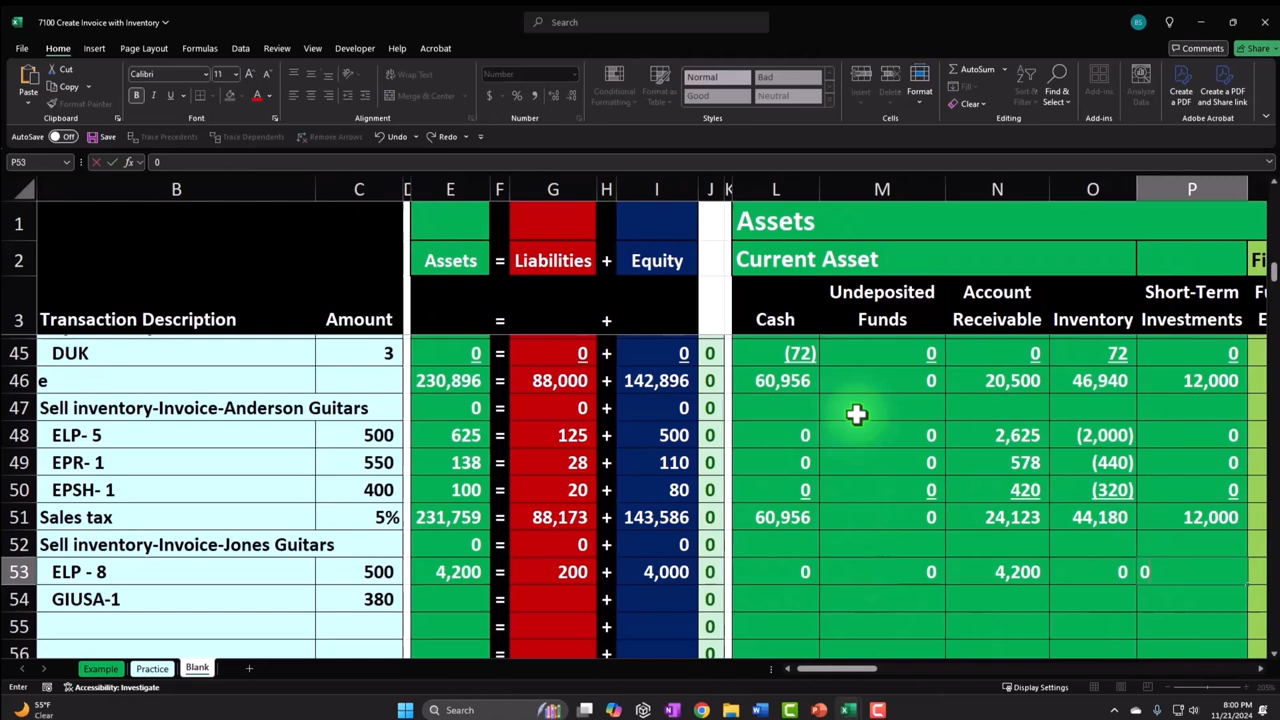 7100 Create Invoice with Inventory
Search
BS
File Home Insert Page Layout Formulas Data Review View Developer Help Acrobat Comments Share
Paste Cut Copy Format Painter Clipboard
Calibri 11 B I U Font
Wrap Text Merge & Center Alignment
Number $ % Number
Conditional Formatting Format as Table Normal Bad Good Neutral Styles
Insert Delete Format Cells
AutoSum Fill Clear Sort & Filter Find & Select Editing
Add-ins Add-ins
Analyze Data
Create a PDF Create a PDF and Share link Adobe Acrobat
AutoSave Off Save Trace Precedents Trace Dependents Remove Arrows Undo Redo
P53 fx 0
B C D E F G H I J K L M N O P
1 Assets
2 Assets = Liabilities + Equity Current Asset
3 Transaction Description Amount = + Cash Undeposited Funds Account Receivable Inventory Short-Term Investments
45 DUK 3 0 = 0 + 0 0 (72) 0 0 72 0
46 e 230,896 = 88,000 + 142,896 0 60,956 0 20,500 46,940 12,000
47 Sell inventory-Invoice-Anderson Guitars 0 = 0 + 0 0
48 ELP- 5 500 625 = 125 + 500 0 0 0 2,625 (2,000) 0
49 EPR- 1 550 138 = 28 + 110 0 0 0 578 (440) 0
50 EPSH- 1 400 100 = 20 + 80 0 0 0 420 (320) 0
51 Sales tax 5% 231,759 = 88,173 + 143,586 0 60,956 0 24,123 44,180 12,000
52 Sell inventory-Invoice-Jones Guitars 0 = 0 + 0 0
53 ELP - 8 500 4,200 = 200 + 4,000 0 0 0 4,200 0 0
54 GIUSA-1 380 = + 0
55 = + 0
56 = + 0
Example Practice Blank
Enter Accessibility: Investigate Display Settings 205%
55°F
Clear
Search
8:00 PM
11/21/2024